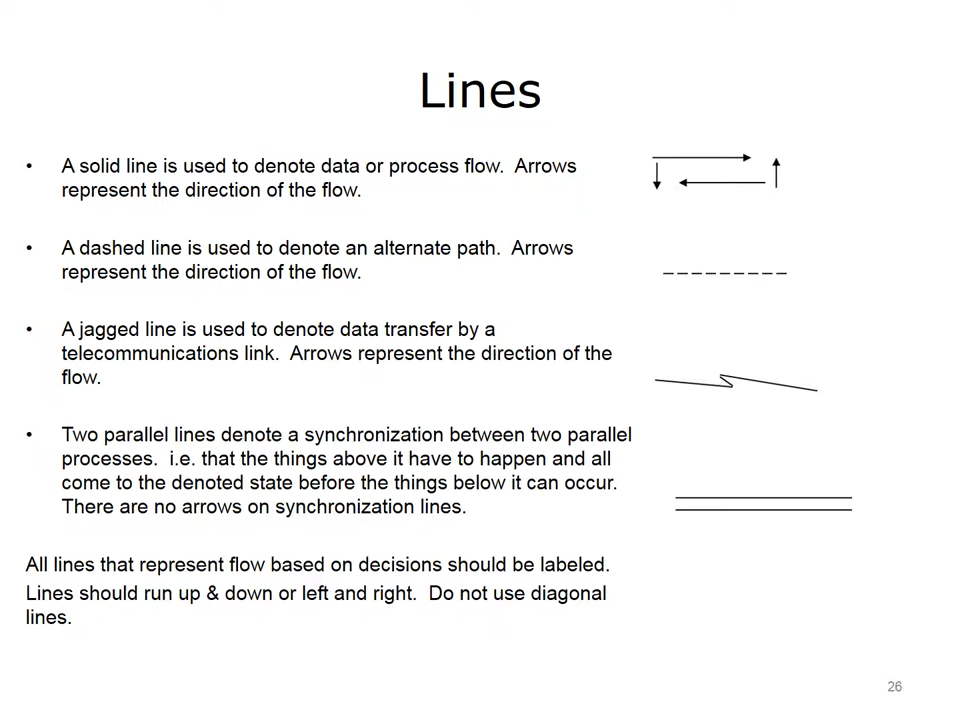 Lines
• A solid line is used to denote data or process flow.  Arrows
represent the direction of the flow.
• A dashed line is used to denote an alternate path.  Arrows
represent the direction of the flow.
• A jagged line is used to denote data transfer by a
telecommunications link.  Arrows represent the direction of the
flow.
• Two parallel lines denote a synchronization between two parallel
processes.  i.e. that the things above it have to happen and all
come to the denoted state before the things below it can occur.
There are no arrows on synchronization lines.
All lines that represent flow based on decisions should be labeled.
Lines should run up & down or left and right.  Do not use diagonal
lines.
26